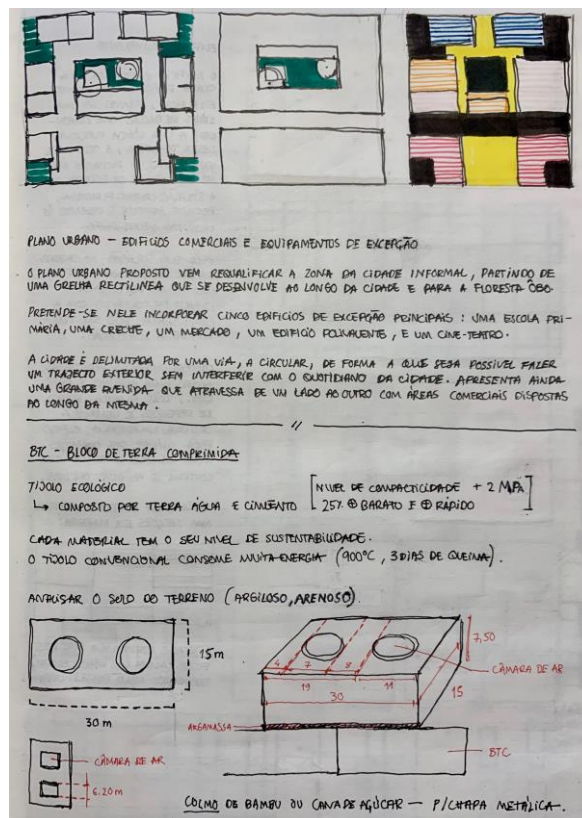 PLANO URBANO — EDIFICIOS COMERCIAIS E EQUIPAMENTOS DE EXCEPÇÃO
O PLANO URBANO PROPOSTO VEM REQUALIFICAR A ZONA DA CIDADE INFORMAL, PARTINDO DE
UMA GRELHA RECTILINEA QUE SE DESENVOLVE AO LONGO DA CIDADE E PARA A FLORESTA ÔBO.
PRETENDE-SE NELE INCORPORAR CINCO EDIFICIOS DE EXCEPÇÃO PRINCIPAIS : UMA ESCOLA PRI-
MÁRIA, UMA CRECHE, UM MERCADO, UM EDIFICIO POLIVALENTE, E UM CINE-TEATRO.
A CIDADE É DELIMITADA POR UMA VIA, A CIRCULAR, DE FORMA A QUE SEJA POSSIVEL FAZER
UM TRAJECTO EXTERIOR SEM INTERFERIR COM O QUOTIDIANO DA CIDADE. APRESENTA AINDA
UMA GRANDE AVENIDA QUE ATRAVESSA DE UM LADO AO OUTRO COM ÁREAS COMERCIAIS DISPOSTAS
AO LONGO DA MESMA.
//
BTC - BLOCO DE TERRA COMPRIMIDA
TIJOLO ECOLÓGICO
↳ COMPOSTO POR TERRA ÁGUA E CIMENTO
[NIVEL DE COMPACTICIDADE + 2 MPA
25% ⊕ BARATO E ⊕ RÁPIDO]
CADA MATERIAL TEM O SEU NIVEL DE SUSTENTABILIDADE.
O TIJOLO CONVENCIONAL CONSOME MUITA ENERGIA (900°C, 3 DIAS DE QUEIMA).
ANALISAR O SOLO DO TERRENO (ARGILOSO, ARENOSO).
15m
30 m
7,50
4 7 8
19 11
30
15
CÂMARA DE AR
ARGAMASSA
BTC
CÂMARA DE AR
6.20m
COLMO DE BAMBU OU CANA DE AÇÚCAR — P/CHAPA METÁLICA.